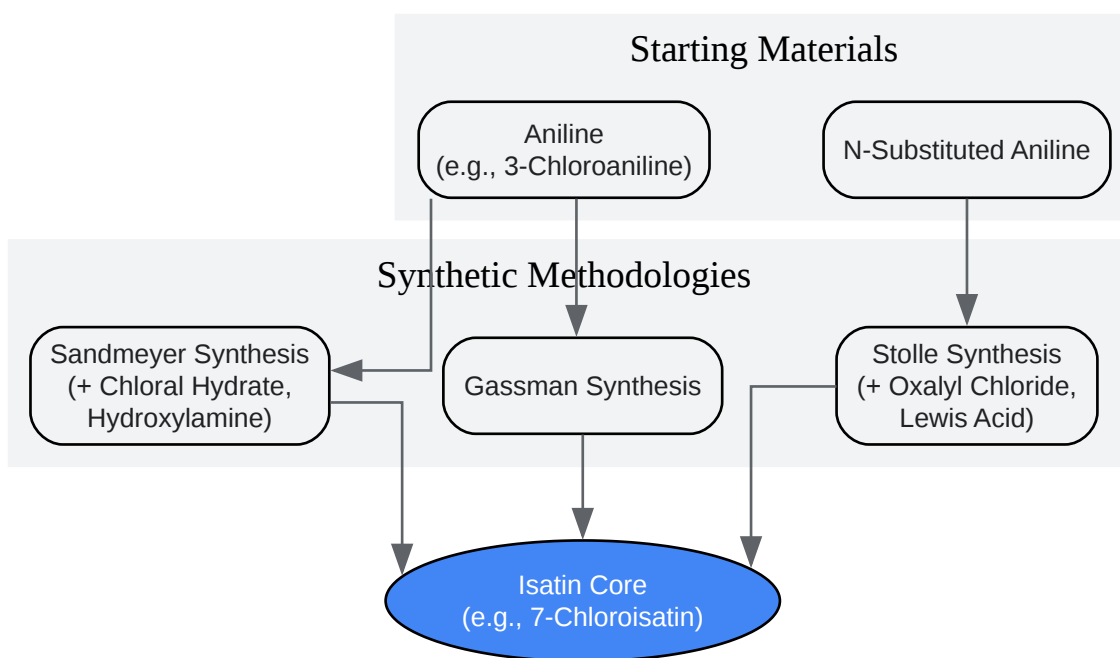 Starting Materials
Aniline
(e.g., 3-Chloroaniline)
N-Substituted Aniline
Synthetic Methodologies
Sandmeyer Synthesis
(+ Chloral Hydrate,
Hydroxylamine)
Gassman Synthesis
Stolle Synthesis
(+ Oxalyl Chloride,
Lewis Acid)
Isatin Core
(e.g., 7-Chloroisatin)